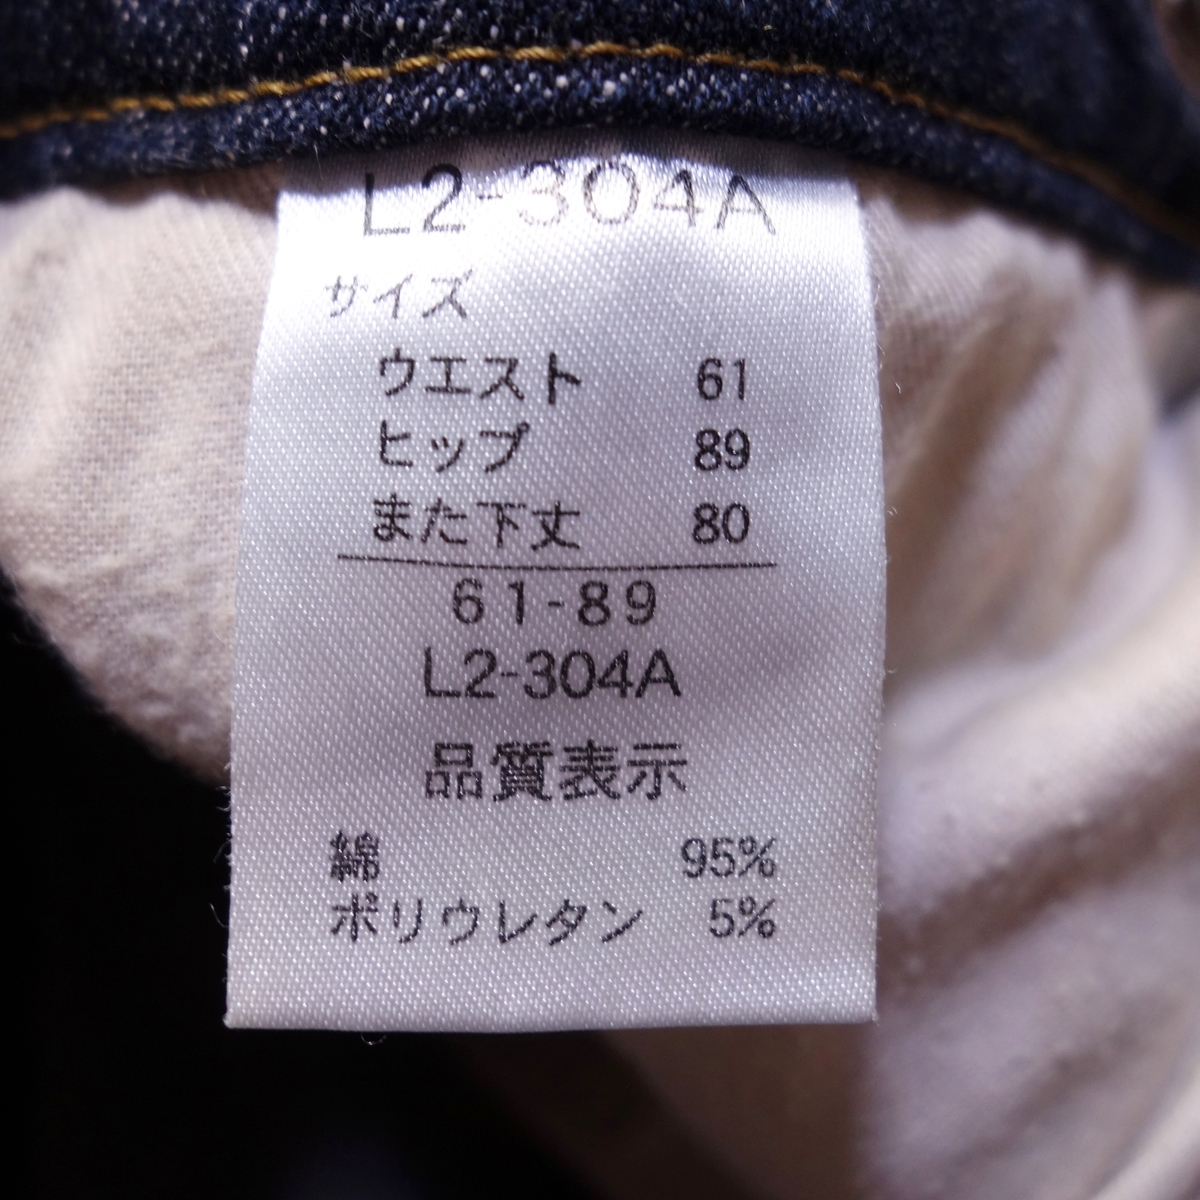 L2-304A
サイズ
ウエスト 61
ヒップ 89
また下丈 80
61-89
L2-304A
品質表示
綿 95%
ポリウレタン 5%